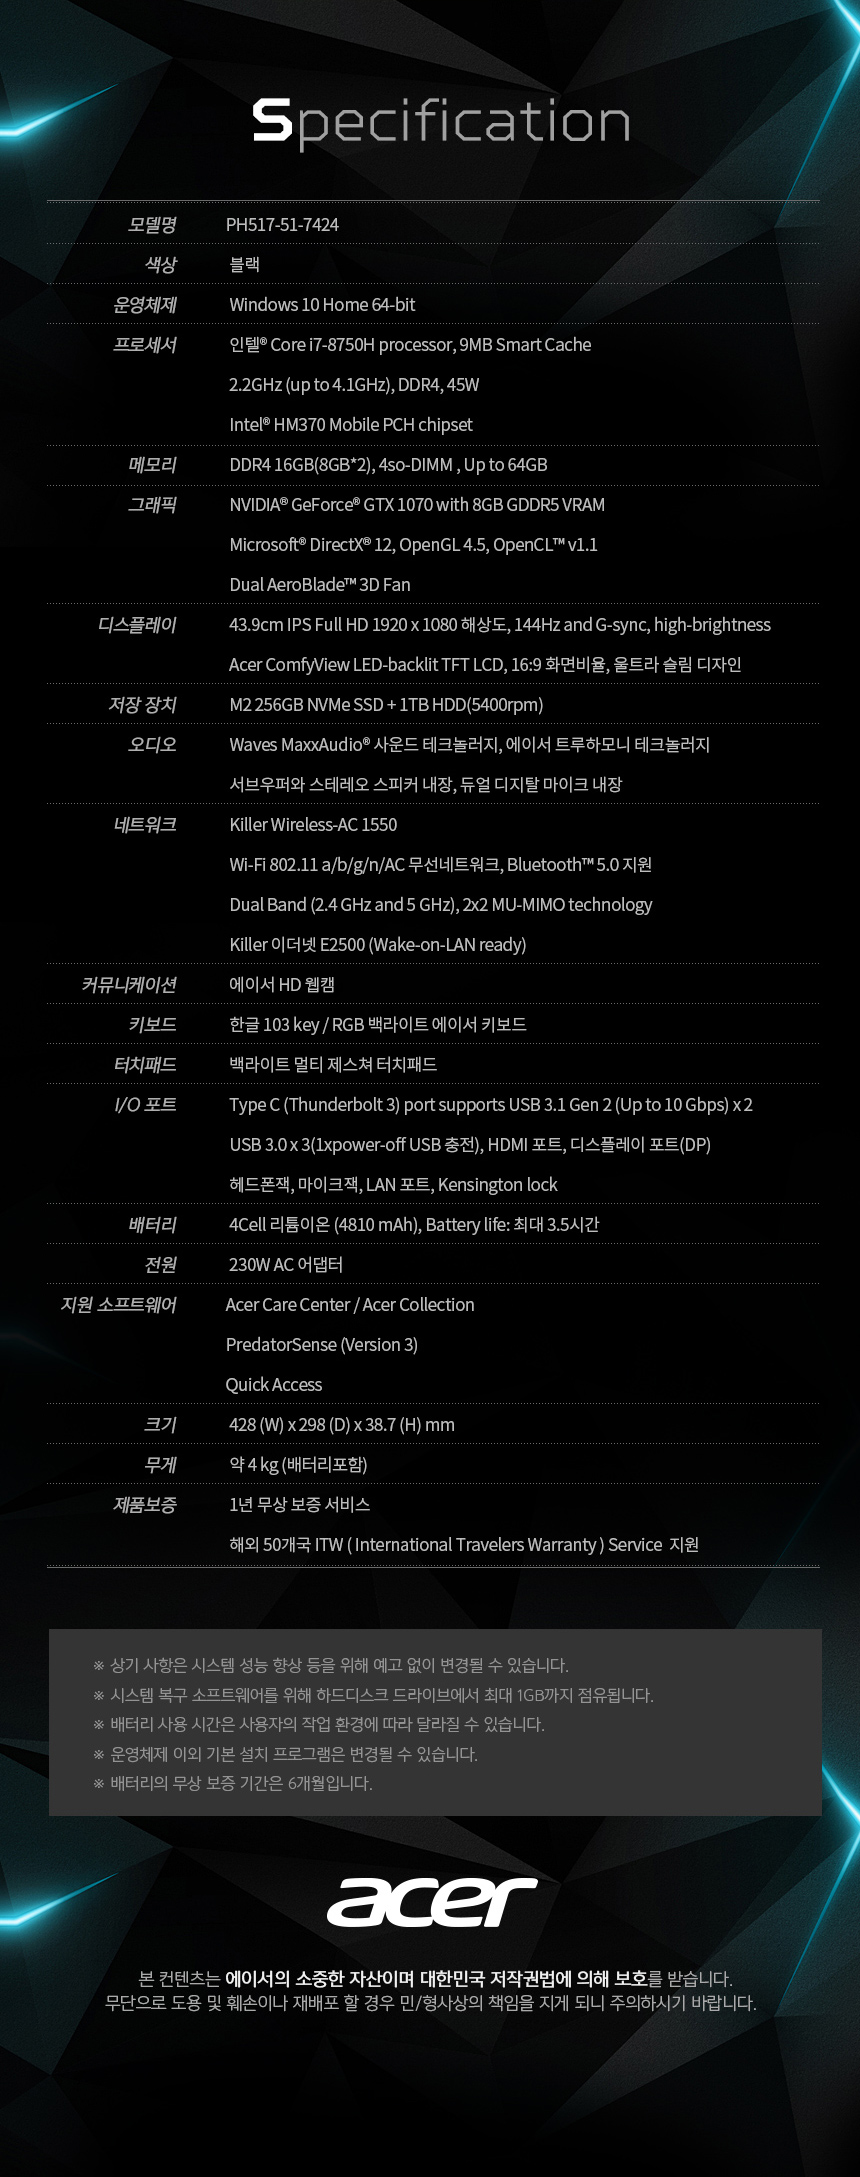 Specification
모델명 PH517-51-7424
색상 블랙
운영체제 Windows 10 Home 64-bit
프로세서 인텔® Core i7-8750H processor, 9MB Smart Cache
2.2GHz (up to 4.1GHz), DDR4, 45W
Intel® HM370 Mobile PCH chipset
메모리 DDR4 16GB(8GB*2), 4so-DIMM , Up to 64GB
그래픽 NVIDIA® GeForce® GTX 1070 with 8GB GDDR5 VRAM
Microsoft® DirectX® 12, OpenGL 4.5, OpenCL™ v1.1
Dual AeroBlade™ 3D Fan
디스플레이 43.9cm IPS Full HD 1920 x 1080 해상도, 144Hz and G-sync, high-brightness
Acer ComfyView LED-backlit TFT LCD, 16:9 화면비율, 울트라 슬림 디자인
저장 장치 M2 256GB NVMe SSD + 1TB HDD(5400rpm)
오디오 Waves MaxxAudio® 사운드 테크놀러지, 에이서 트루하모니 테크놀러지
서브우퍼와 스테레오 스피커 내장, 듀얼 디지탈 마이크 내장
네트워크 Killer Wireless-AC 1550
Wi-Fi 802.11 a/b/g/n/AC 무선네트워크, Bluetooth™ 5.0 지원
Dual Band (2.4 GHz and 5 GHz), 2x2 MU-MIMO technology
Killer 이더넷 E2500 (Wake-on-LAN ready)
커뮤니케이션 에이서 HD 웹캠
키보드 한글 103 key / RGB 백라이트 에이서 키보드
터치패드 백라이트 멀티 제스쳐 터치패드
I/O 포트 Type C (Thunderbolt 3) port supports USB 3.1 Gen 2 (Up to 10 Gbps) x 2
USB 3.0 x 3(1xpower-off USB 충전), HDMI 포트, 디스플레이 포트(DP)
헤드폰잭, 마이크잭, LAN 포트, Kensington lock
배터리 4Cell 리튬이온 (4810 mAh), Battery life: 최대 3.5시간
전원 230W AC 어댑터
지원 소프트웨어 Acer Care Center / Acer Collection
PredatorSense (Version 3)
Quick Access
크기 428 (W) x 298 (D) x 38.7 (H) mm
무게 약 4 kg (배터리포함)
제품보증 1년 무상 보증 서비스
해외 50개국 ITW ( International Travelers Warranty ) Service 지원
※ 상기 사항은 시스템 성능 향상 등을 위해 예고 없이 변경될 수 있습니다.
※ 시스템 복구 소프트웨어를 위해 하드디스크 드라이브에서 최대 1GB까지 점유됩니다.
※ 배터리 사용 시간은 사용자의 작업 환경에 따라 달라질 수 있습니다.
※ 운영체제 이외 기본 설치 프로그램은 변경될 수 있습니다.
※ 배터리의 무상 보증 기간은 6개월입니다.
acer
본 컨텐츠는 에이서의 소중한 자산이며 대한민국 저작권법에 의해 보호를 받습니다.
무단으로 도용 및 훼손이나 재배포 할 경우 민/형사상의 책임을 지게 되니 주의하시기 바랍니다.